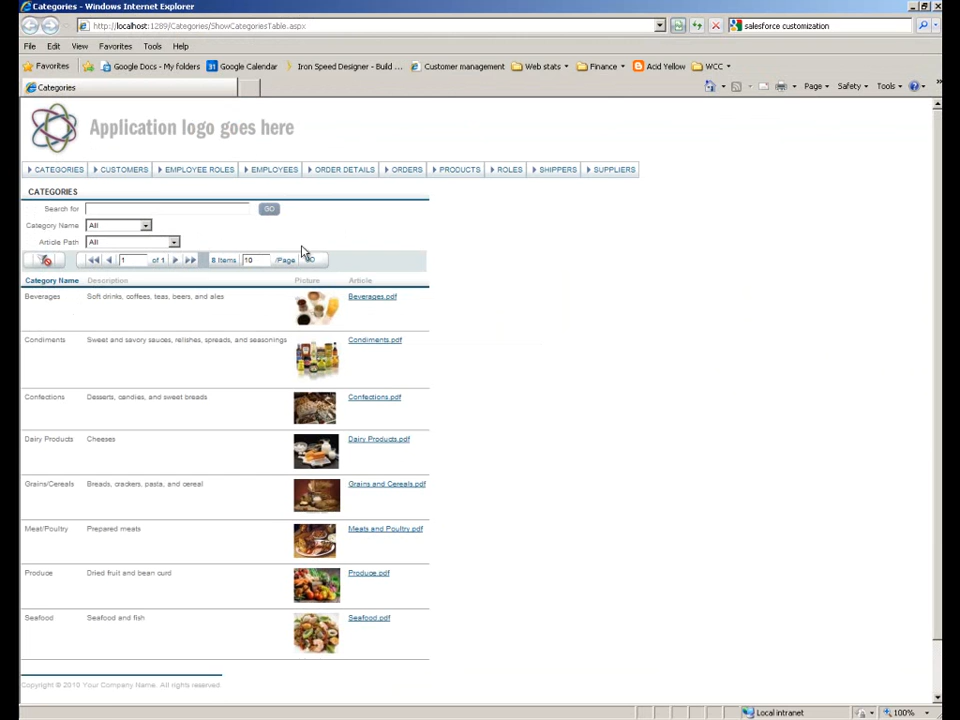 Categories - Windows Internet Explorer
http://localhost:1289/Categories/ShowCategoriesTable.aspx
salesforce customization
File Edit View Favorites Tools Help
Favorites Google Docs - My folders Google Calendar Iron Speed Designer - Build ... Customer management Web stats Finance Acid Yellow WCC
Categories
Page Safety Tools
Application logo goes here
CATEGORIES CUSTOMERS EMPLOYEE ROLES EMPLOYEES ORDER DETAILS ORDERS PRODUCTS ROLES SHIPPERS SUPPLIERS
CATEGORIES
Search for GO
Category Name All
Article Path All
1 of 1 8 Items 10 /Page
Category Name Description Picture Article
Beverages Soft drinks, coffees, teas, beers, and ales Beverages.pdf
Condiments Sweet and savory sauces, relishes, spreads, and seasonings Condiments.pdf
Confections Desserts, candies, and sweet breads Confections.pdf
Dairy Products Cheeses Dairy Products.pdf
Grains/Cereals Breads, crackers, pasta, and cereal Grains and Cereals.pdf
Meat/Poultry Prepared meats Meats and Poultry.pdf
Produce Dried fruit and bean curd Produce.pdf
Seafood Seafood and fish Seafood.pdf
Copyright © 2010 Your Company Name. All rights reserved.
Local intranet 100%